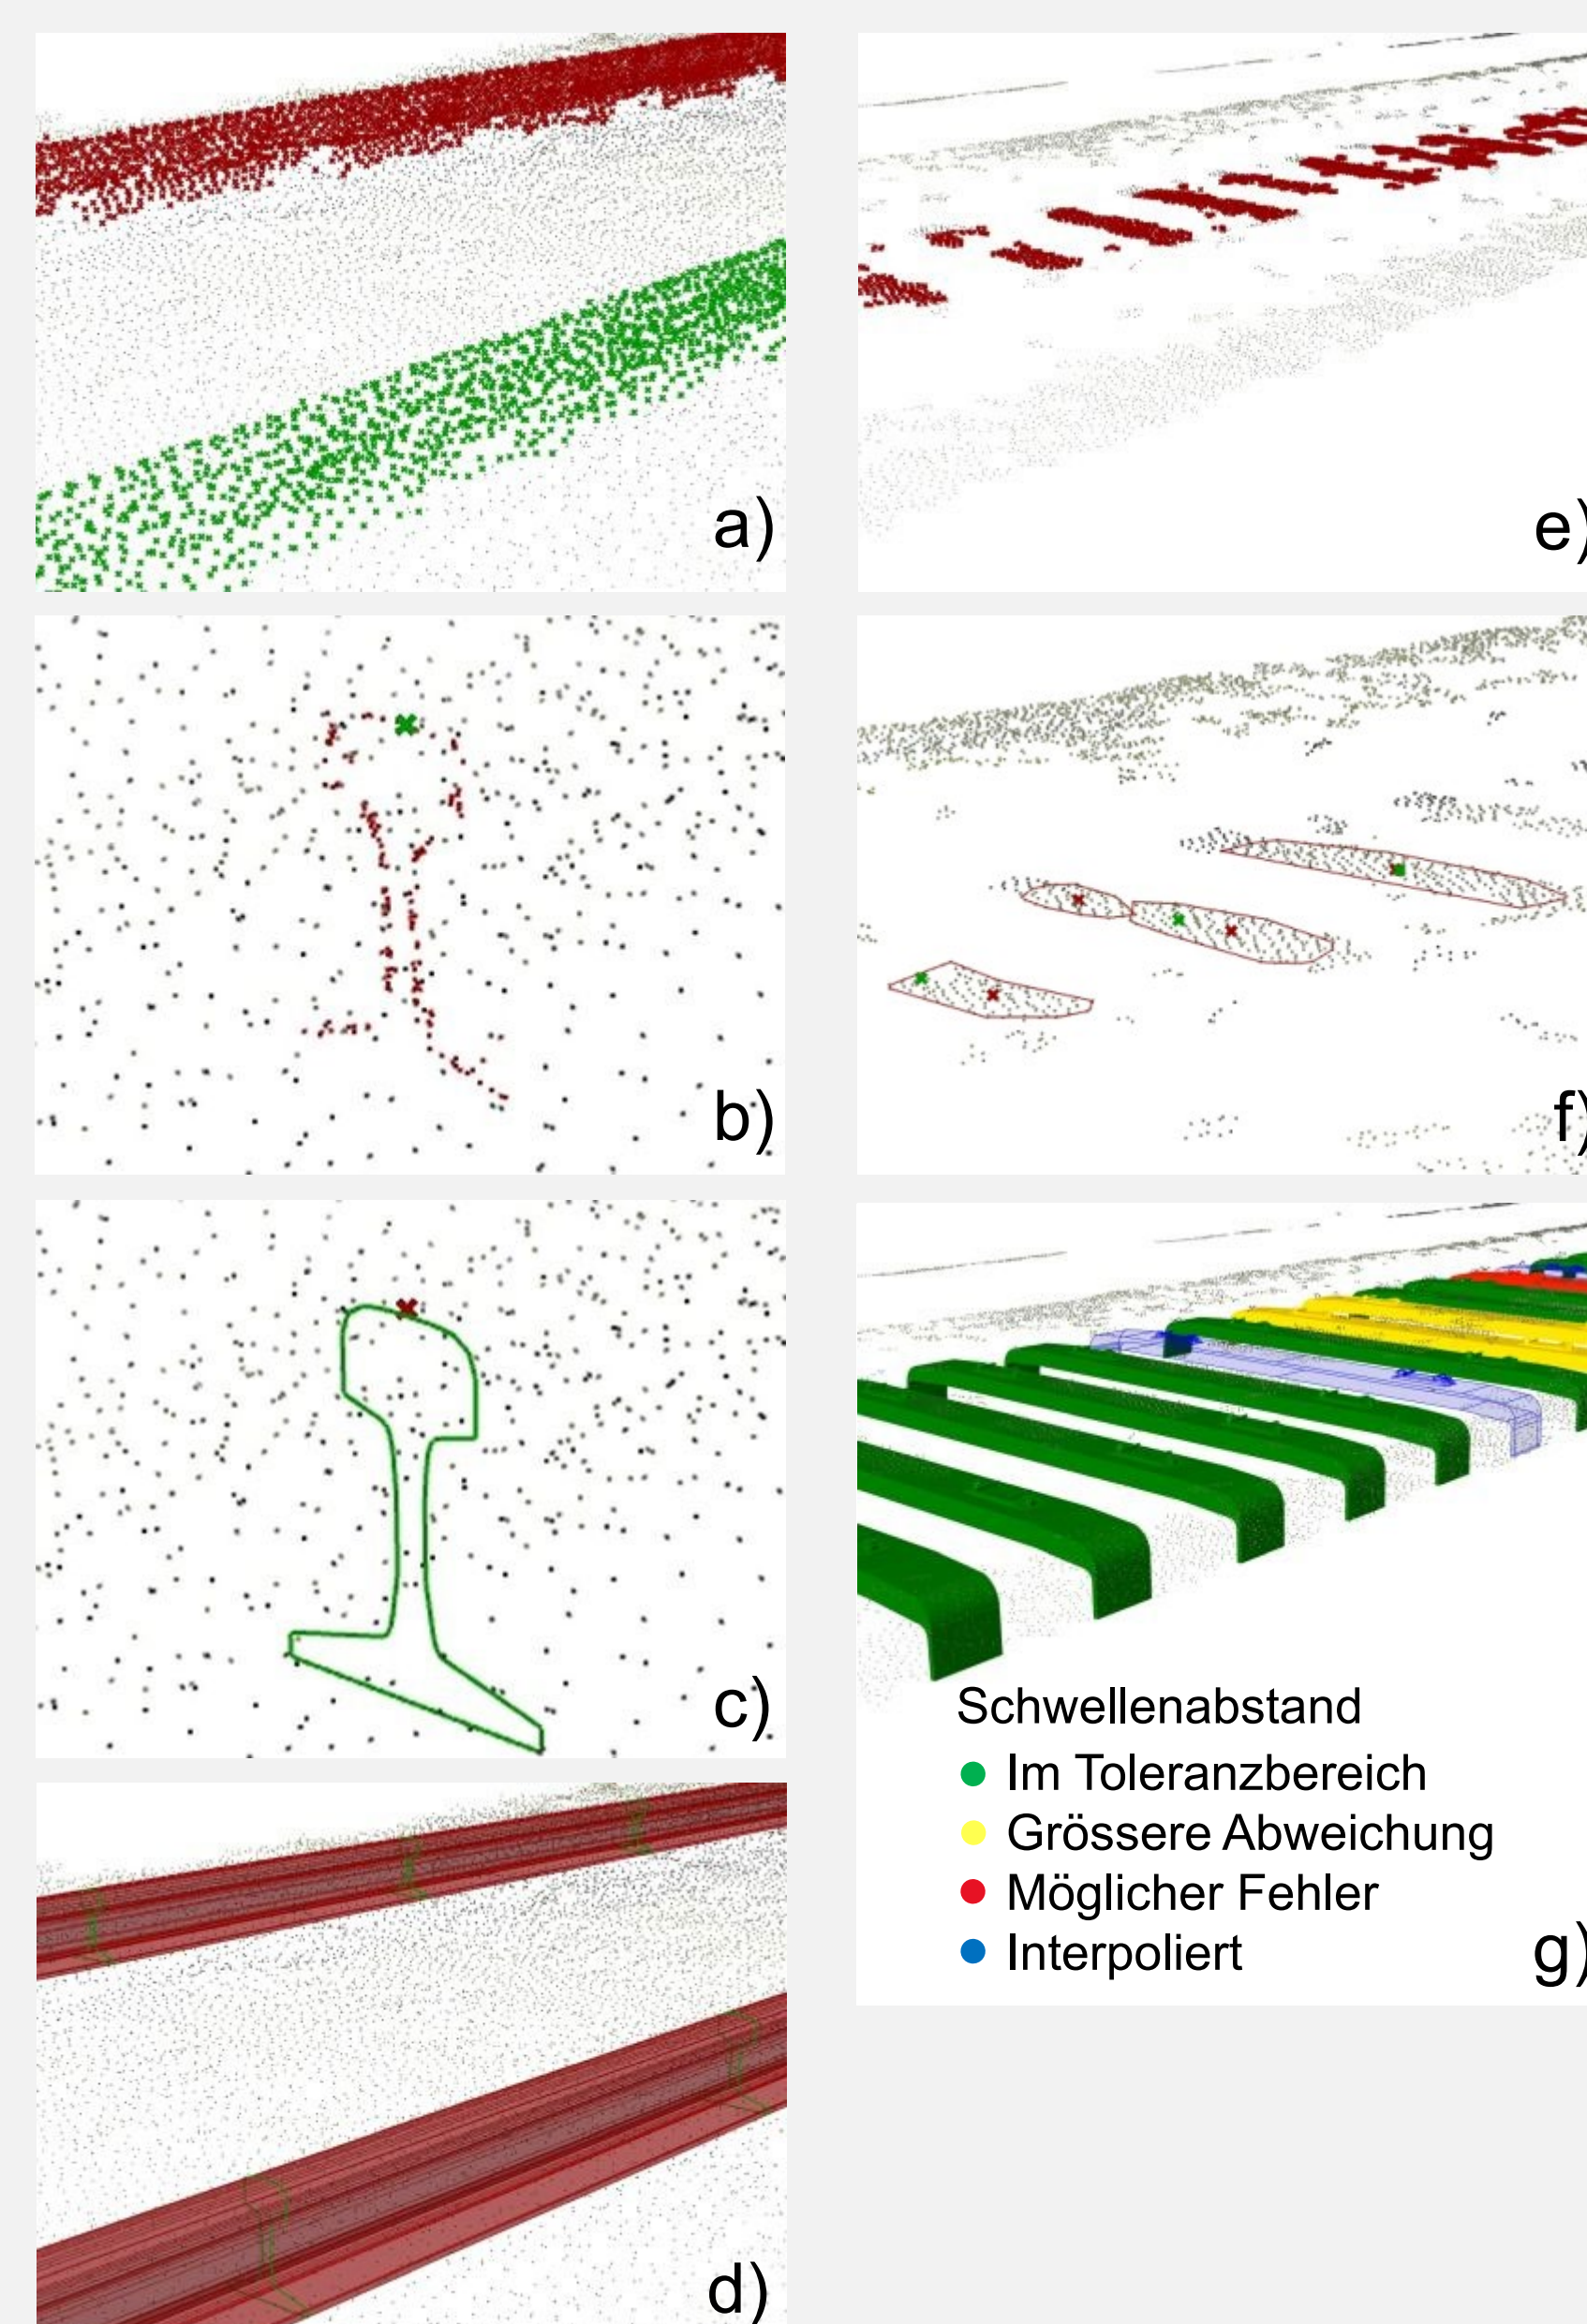 a)
e)
b)
f)
c)
Schwellenabstand
Im Toleranzbereich
Grössere Abweichung
Möglicher Fehler
Interpoliert
g)
d)